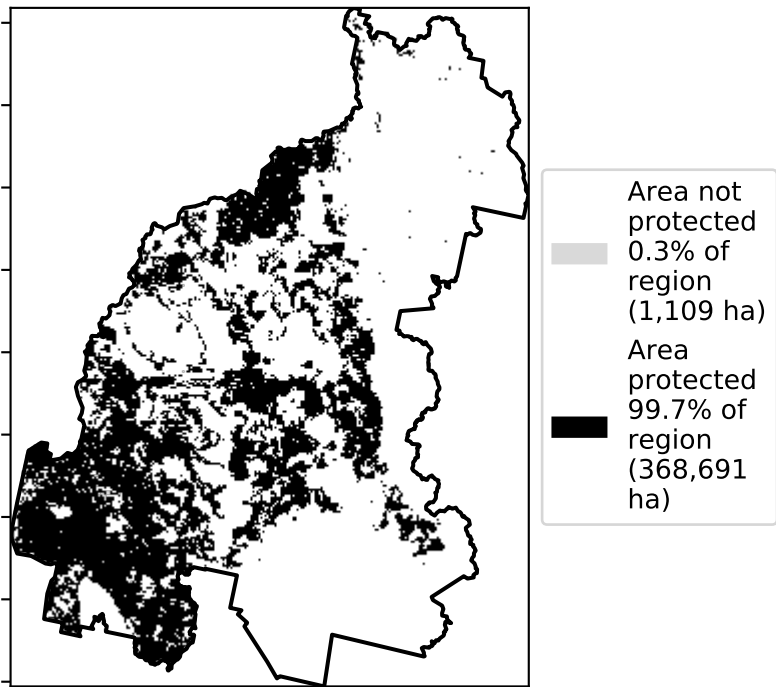 Area not
protected
0.3% of
region
(1,109 ha)
Area
protected
99.7% of
region
(368,691
ha)